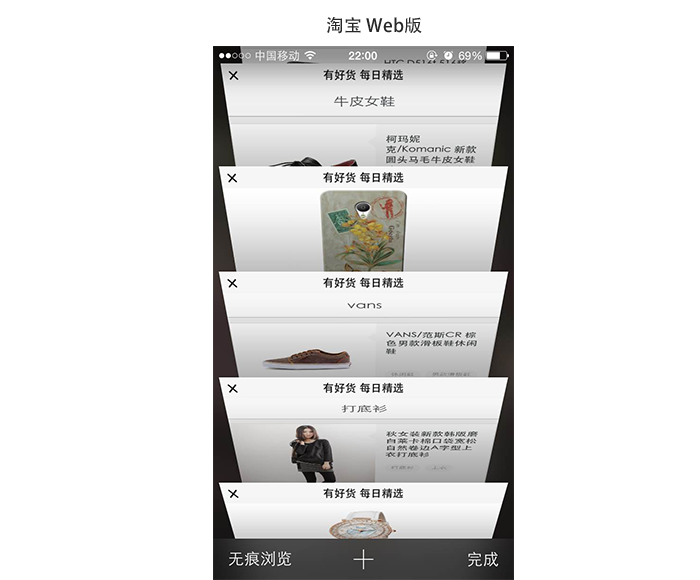 淘宝 Web版
中国移动 22:00 69%
有好货 每日精选
牛皮女鞋
柯玛妮
克/Komanic 新款
圆头马毛牛皮女鞋
有好货 每日精选
有好货 每日精选
vans
VANS/范斯CR 棕
色男款滑板鞋休闲
鞋
有好货 每日精选
打底衫
秋女装新款韩版磨
白莱卡棉口袋宽松
自然卷边A字型上
衣打底衫
打底衫 上衣
有好货 每日精选
无痕浏览 完成